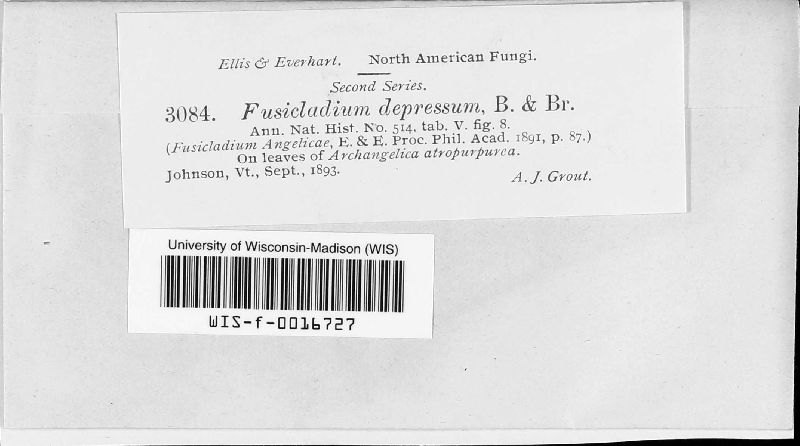 Ellis & Everhart. North American Fungi.
Second Series.
3084. Fusicladium depressum, B. & Br.
Ann. Nat. Hist. No. 514, tab. V. fig. 8.
(Fusicladium Angelicae, E. & E. Proc. Phil. Acad. 1891, p. 87.)
On leaves of Archangelica atropurpurea.
Johnson, Vt., Sept., 1893. A. J. Grout.
University of Wisconsin-Madison (WIS)
WIS-f-0016727